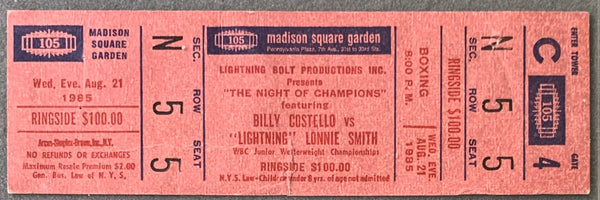 105
MADISON
SQUARE
GARDEN
Wed, Eve. Aug. 21
1985
RINGSIDE $100.00
Arcus-Simplex-Brown, Inc., N.Y.
NO REFUNDS OR EXCHANGES
Maximum Resale Premium $2.00
Gen. Bus. Law of N.Y.S.
N
SEC.
5
ROW
5
SEAT
105
madison square garden
Pennsylvania Plaza, 7th Ave., 31st to 33rd Sts.
LIGHTNING BOLT PRODUCTIONS INC.
Presents
"THE NIGHT OF CHAMPIONS"
featuring
BILLY COSTELLO vs
"LIGHTNING" LONNIE SMITH
WBC Junior Welterweight Championships
RINGSIDE $100.00
N.Y.S. Law- Children under 8 yrs. of age not admitted
BOXING
8:00 P.M.
WED. EVE.
AUG. 21
1985
RINGSIDE
$100.00
N
SEC.
5
ROW
5
SEAT
C
ENTER TOWER
105
4
GATE